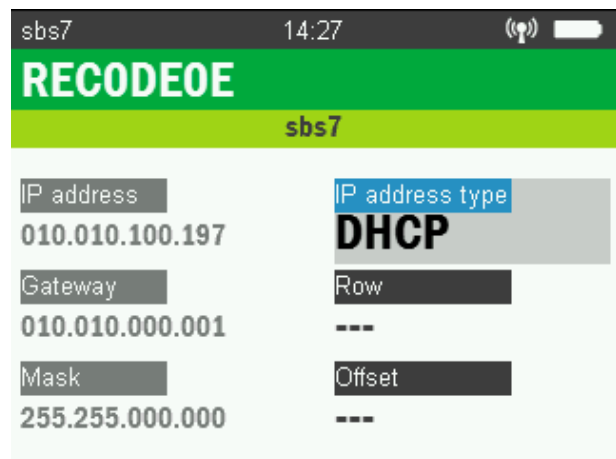 sbs7 14:27
RECODEOE
sbs7
IP address IP address type
010.010.100.197 DHCP
Gateway Row
010.010.000.001 ---
Mask Offset
255.255.000.000 ---